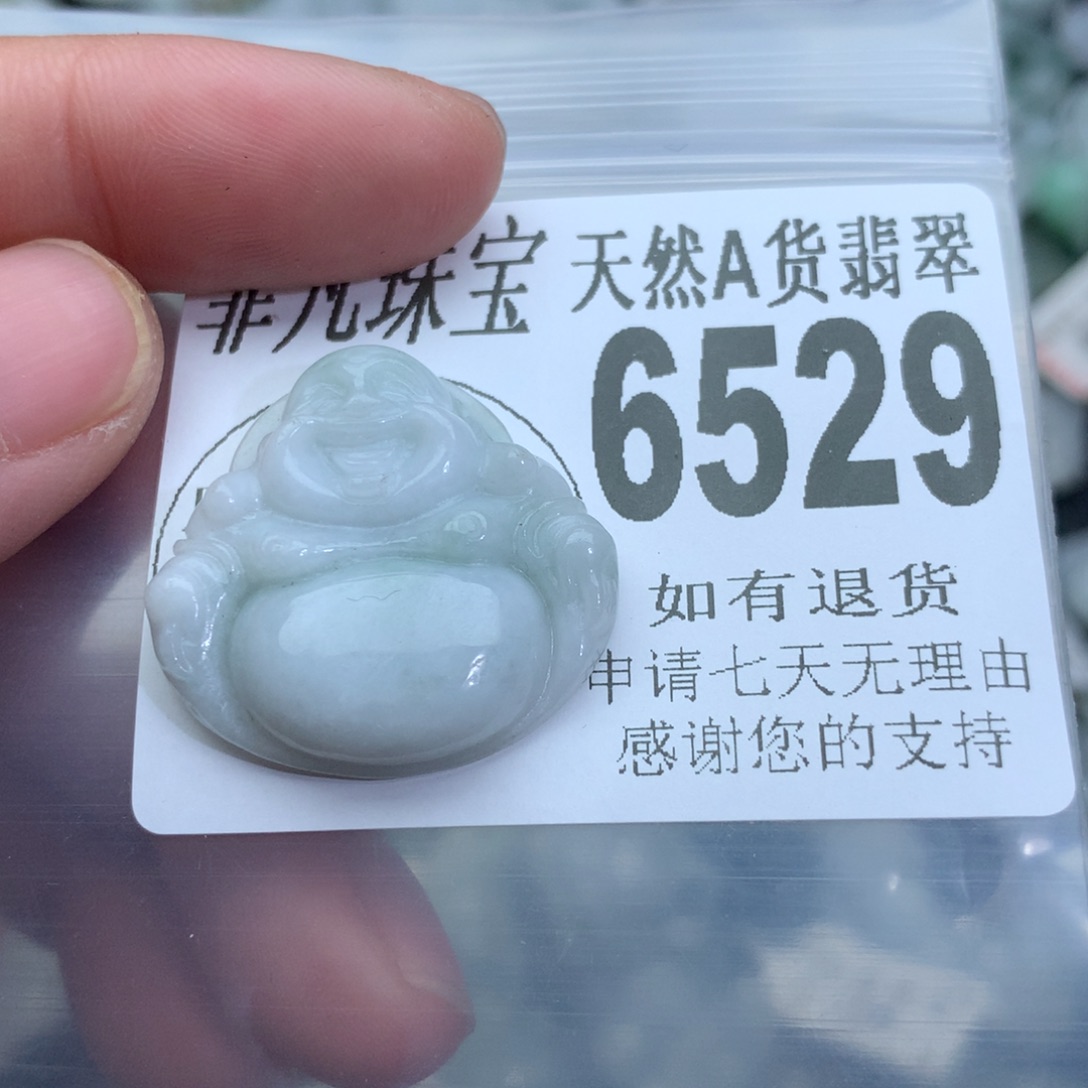 非凡珠宝 天然A货翡翠
6529
如有退货
申请七天无理由
感谢您的支持